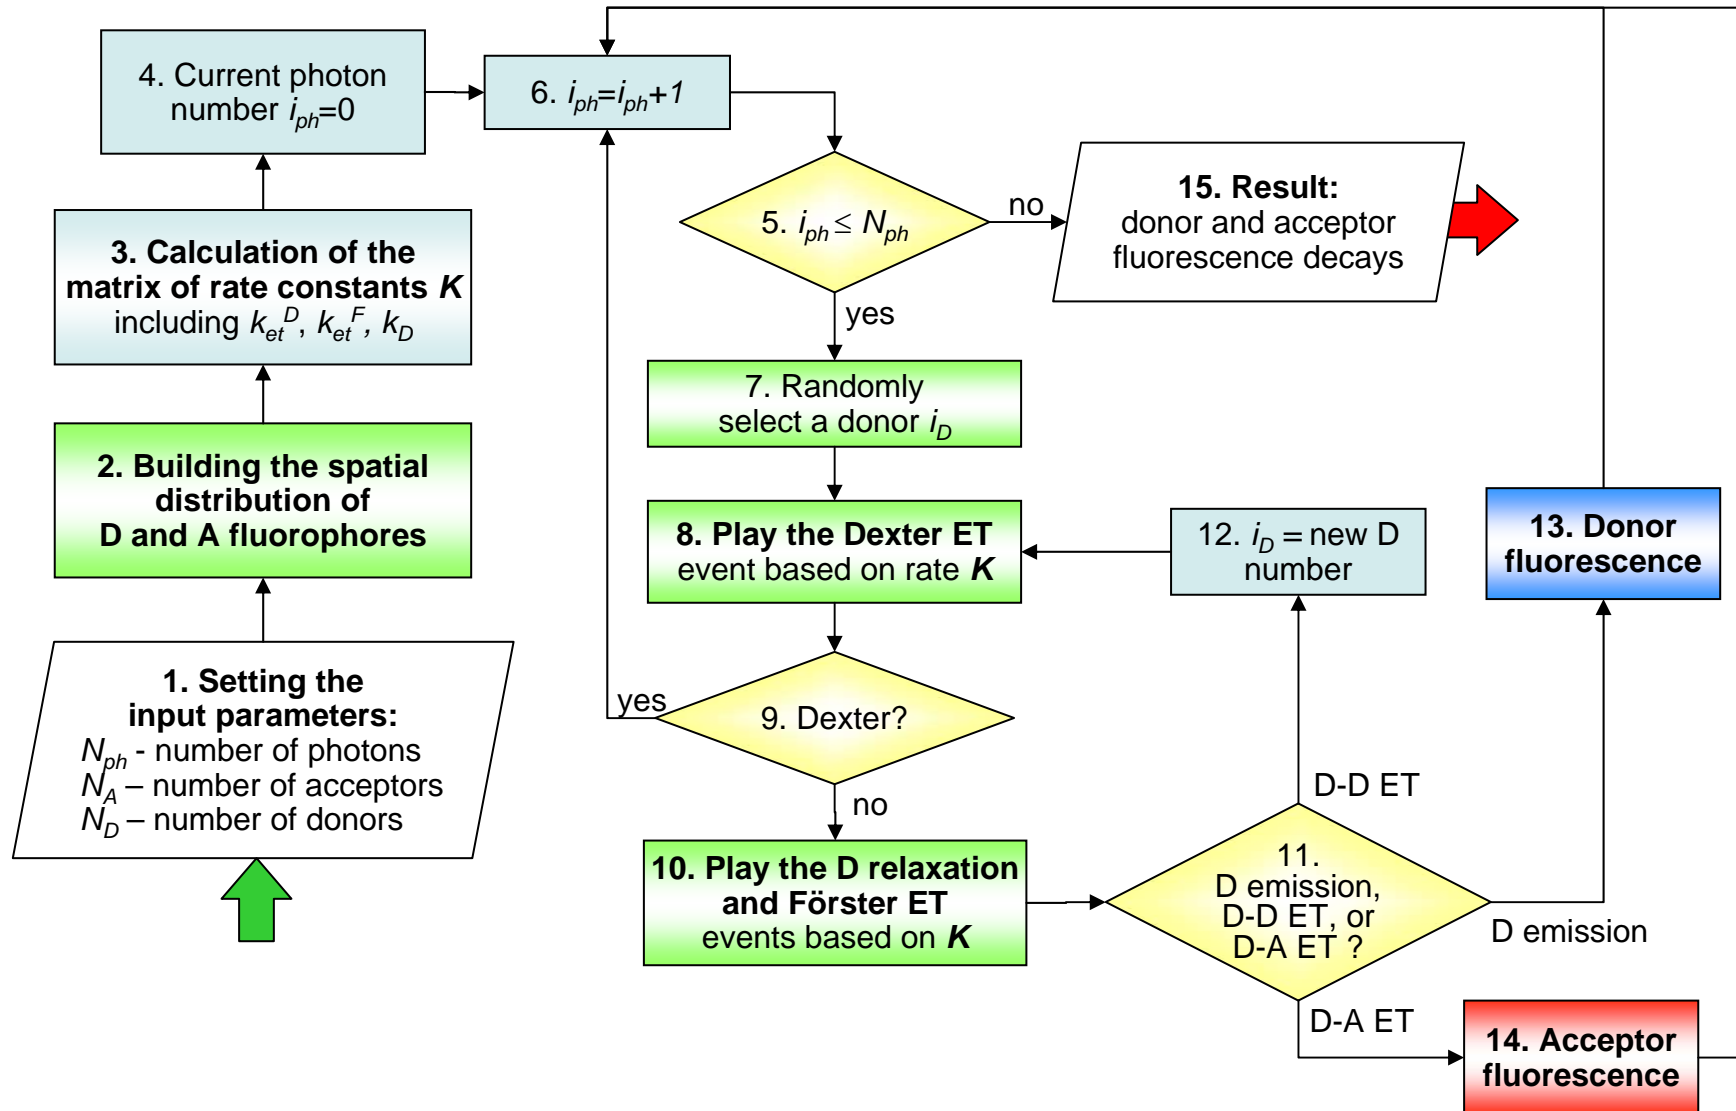 4. Current photon
number i_ph=0
6. i_ph=i_ph+1
5. i_ph ≤ N_ph
no
15. Result:
donor and acceptor
fluorescence decays
yes
3. Calculation of the
matrix of rate constants K
including k_et^D, k_et^F, k_D
7. Randomly
select a donor i_D
2. Building the spatial
distribution of
D and A fluorophores
8. Play the Dexter ET
event based on rate K
12. i_D = new D
number
13. Donor
fluorescence
1. Setting the
input parameters:
N_ph - number of photons
N_A – number of acceptors
N_D – number of donors
yes
9. Dexter?
no
D-D ET
10. Play the D relaxation
and Förster ET
events based on K
11.
D emission,
D-D ET, or
D-A ET ?
D emission
D-A ET
14. Acceptor
fluorescence